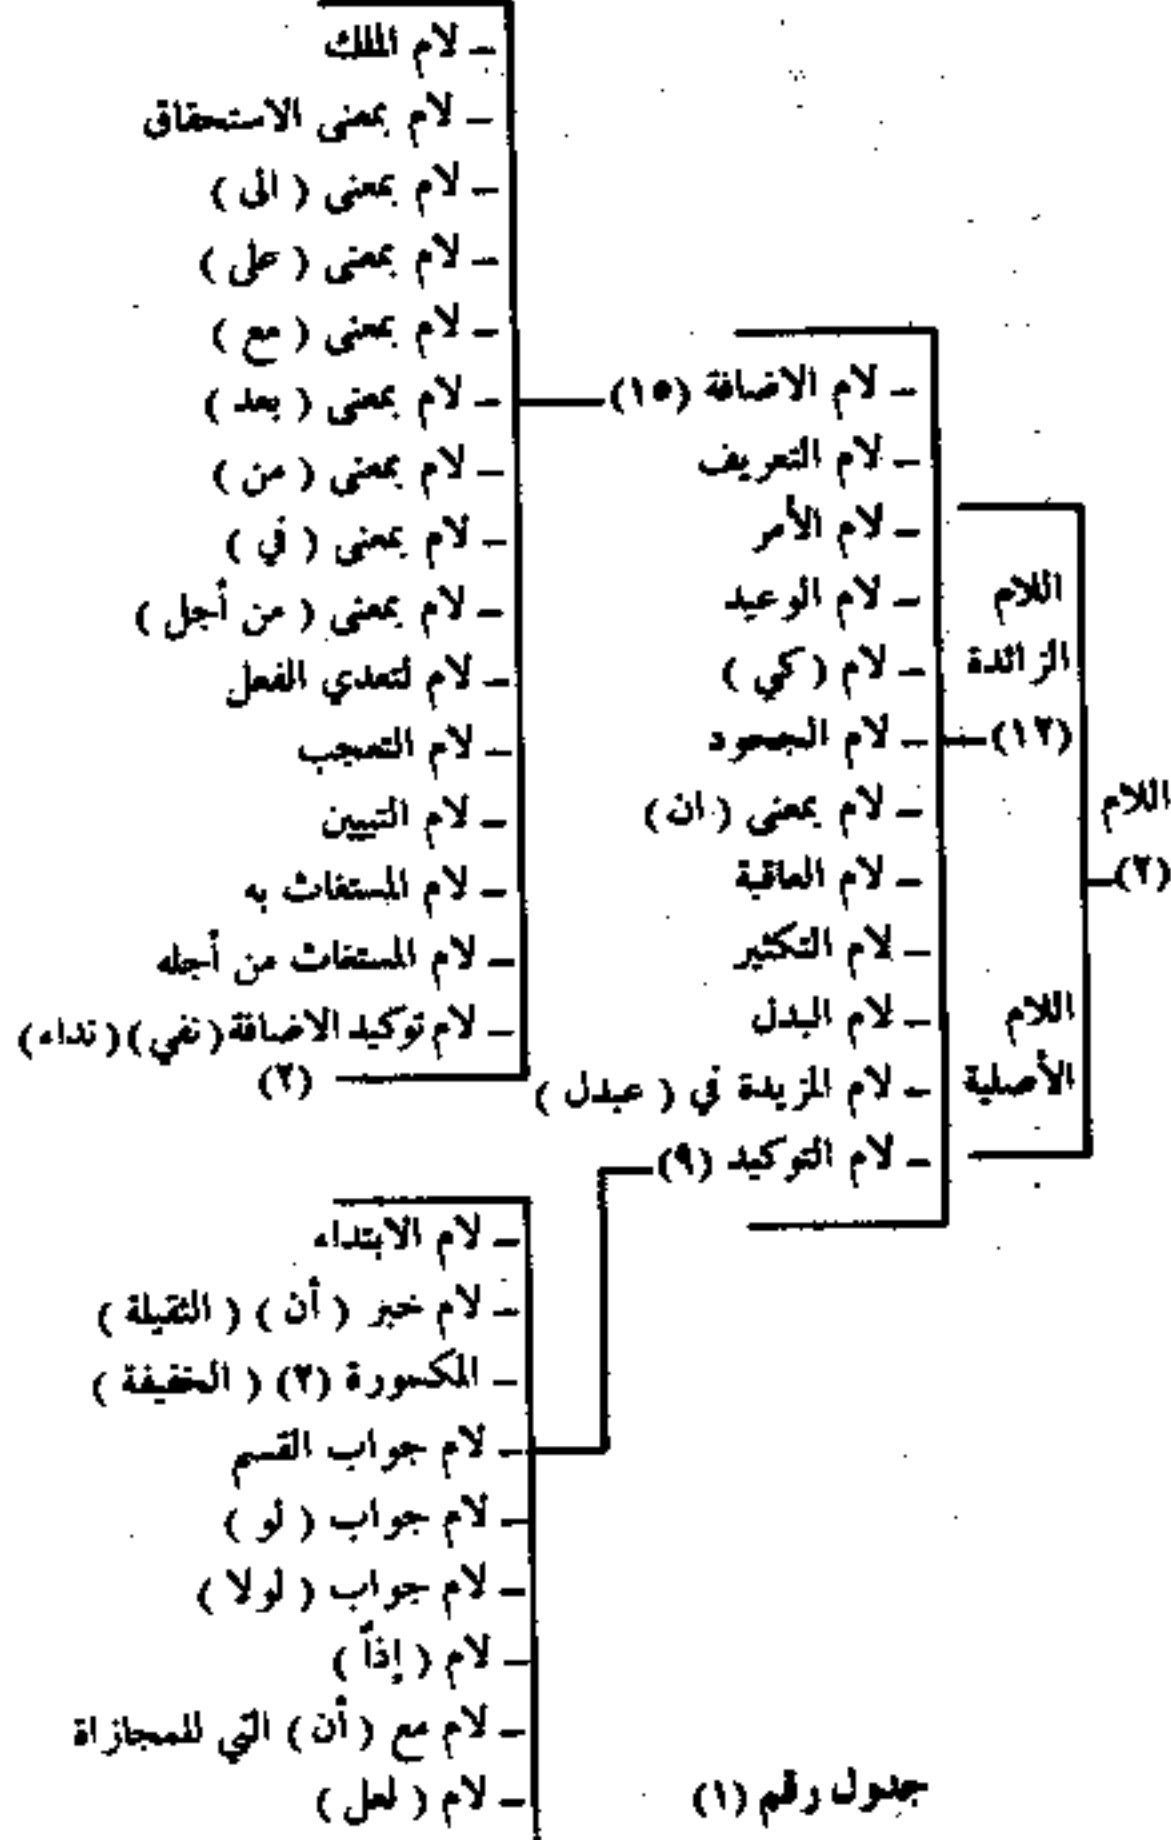 اللام
(٢)
اللام
الزائدة
(١٢)
اللام
الأصلية
– لام الاضافة (١٥)
– لام التعريف
– لام الأمر
– لام الوعيد
– لام (كي)
– لام الجحود
– لام بمعنى (ان)
– لام العاقبة
– لام التكثير
– لام البدل
– لام المزيدة في (عبدل)
– لام التوكيد (٩)
– لام الملك
– لام بمعنى الاستحقاق
– لام بمعنى (الى)
– لام بمعنى (على)
– لام بمعنى (مع)
– لام بمعنى (بعد)
– لام بمعنى (من)
– لام بمعنى (في)
– لام بمعنى (من أجل)
– لام لتعدي الفعل
– لام التعجب
– لام التبيين
– لام المستغاث به
– لام المستغاث من أجله
– لام توكيد الاضافة (نفي) (نداء)
(٢)
– لام الابتداء
– لام خبر (أن) (الثقيلة)
– المكسورة (٢) (الخفيفة)
– لام جواب القسم
– لام جواب (لو)
– لام جواب (لولا)
– لام (إذاً)
– لام مع (أن) التي للمجازاة
– لام (لعل)
جدول رقم (١)